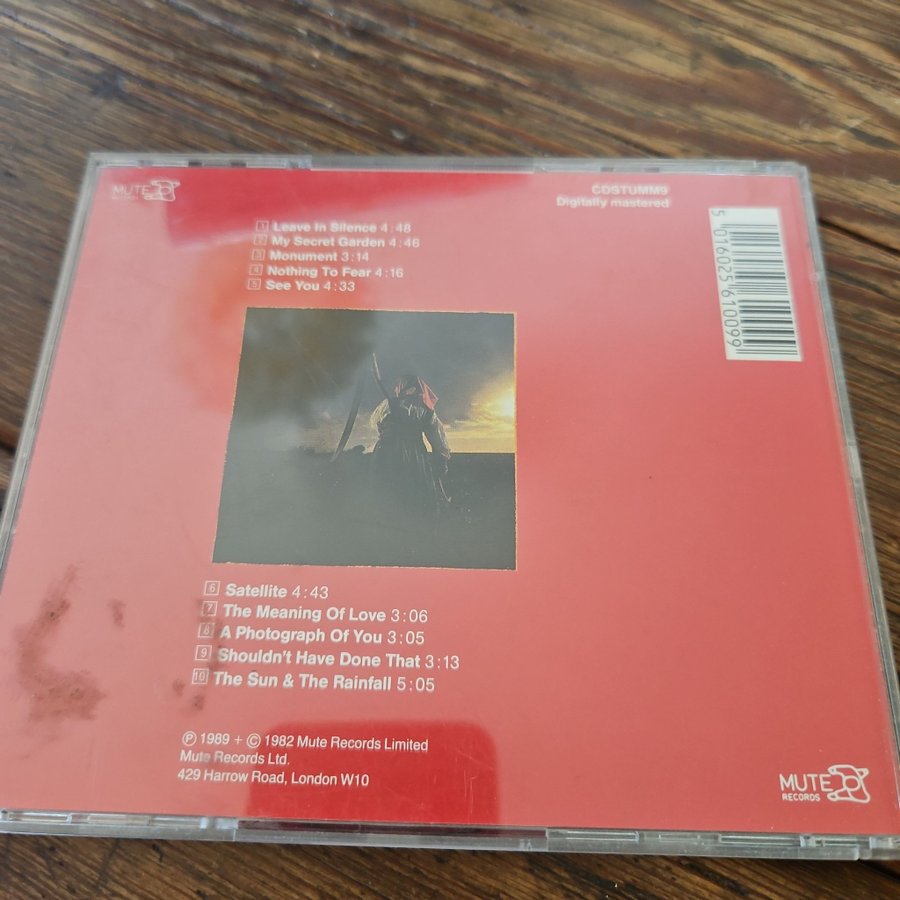 MUTE
CDSTUMM9
Digitally mastered
1 Leave In Silence 4:48
2 My Secret Garden 4:46
3 Monument 3:14
4 Nothing To Fear 4:16
5 See You 4:33
5 016025 610099
6 Satellite 4:43
7 The Meaning Of Love 3:06
8 A Photograph Of You 3:05
9 Shouldn't Have Done That 3:13
10 The Sun & The Rainfall 5:05
℗ 1989 + © 1982 Mute Records Limited
Mute Records Ltd.
429 Harrow Road, London W10
MUTE
RECORDS